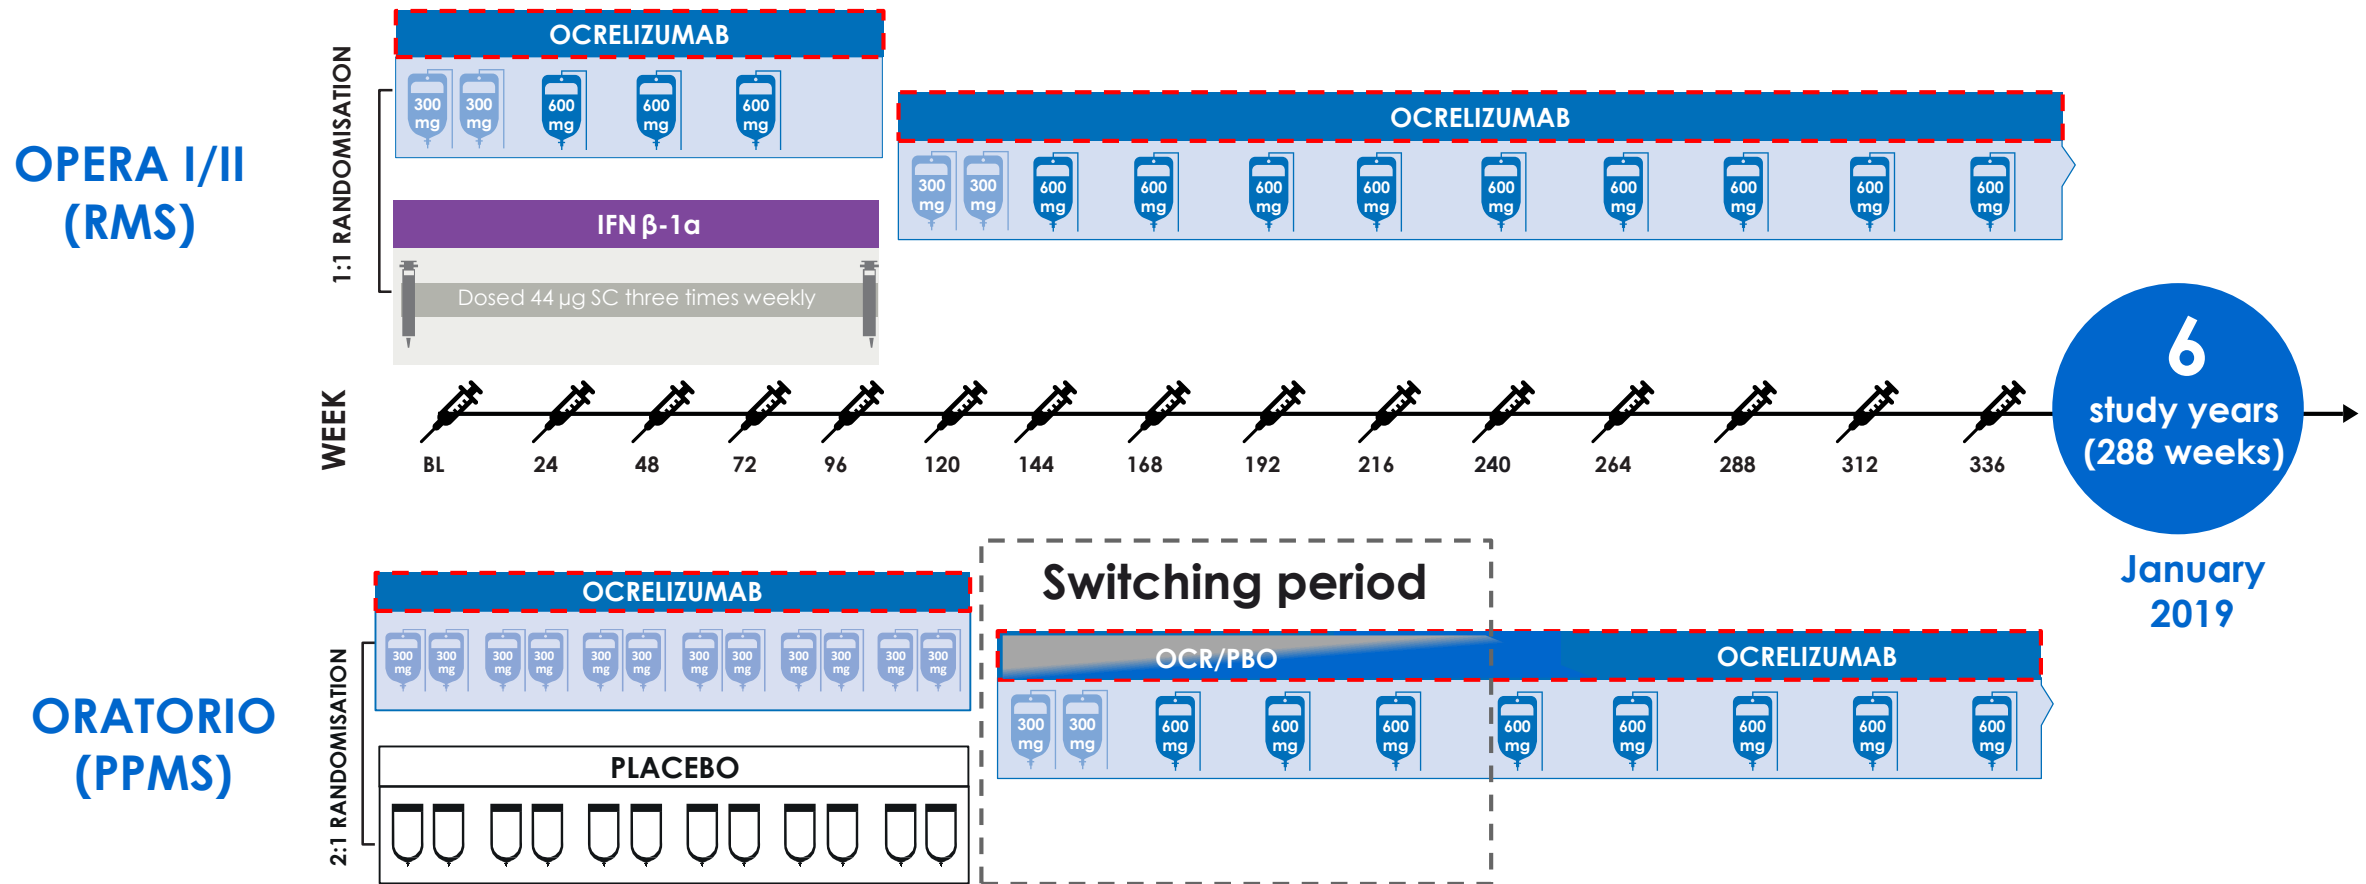 OPERA I/II
(RMS)
1:1 RANDOMISATION
OCRELIZUMAB
300 mg
300 mg
600 mg
600 mg
600 mg
IFN β-1a
Dosed 44 µg SC three times weekly
OCRELIZUMAB
300 mg
300 mg
600 mg
600 mg
600 mg
600 mg
600 mg
600 mg
600 mg
600 mg
600 mg
WEEK
BL 24 48 72 96 120 144 168 192 216 240 264 288 312 336
6
study years
(288 weeks)
January
2019
ORATORIO
(PPMS)
2:1 RANDOMISATION
OCRELIZUMAB
300 mg
300 mg
300 mg
300 mg
300 mg
300 mg
300 mg
300 mg
300 mg
300 mg
300 mg
300 mg
PLACEBO
Switching period
OCR/PBO
OCRELIZUMAB
300 mg
300 mg
600 mg
600 mg
600 mg
600 mg
600 mg
600 mg
600 mg
600 mg